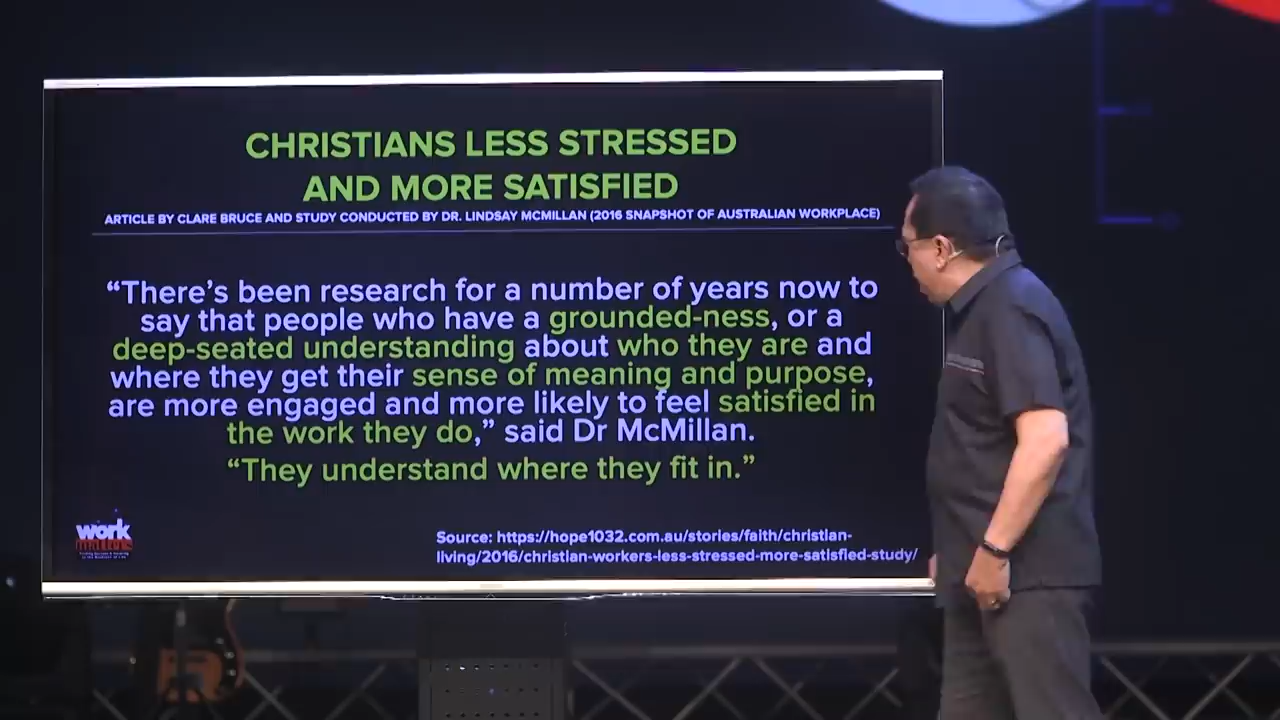 CHRISTIANS LESS STRESSED
AND MORE SATISFIED
ARTICLE BY CLARE BRUCE AND STUDY CONDUCTED BY DR. LINDSAY MCMILLAN (2016 SNAPSHOT OF AUSTRALIAN WORKPLACE)
“There’s been research for a number of years now to
say that people who have a grounded-ness, or a
deep-seated understanding about who they are and
where they get their sense of meaning and purpose,
are more engaged and more likely to feel satisfied in
the work they do,” said Dr McMillan.
“They understand where they fit in.”
work
Source: https://hope1032.com.au/stories/faith/christian-
living/2016/christian-workers-less-stressed-more-satisfied-study/